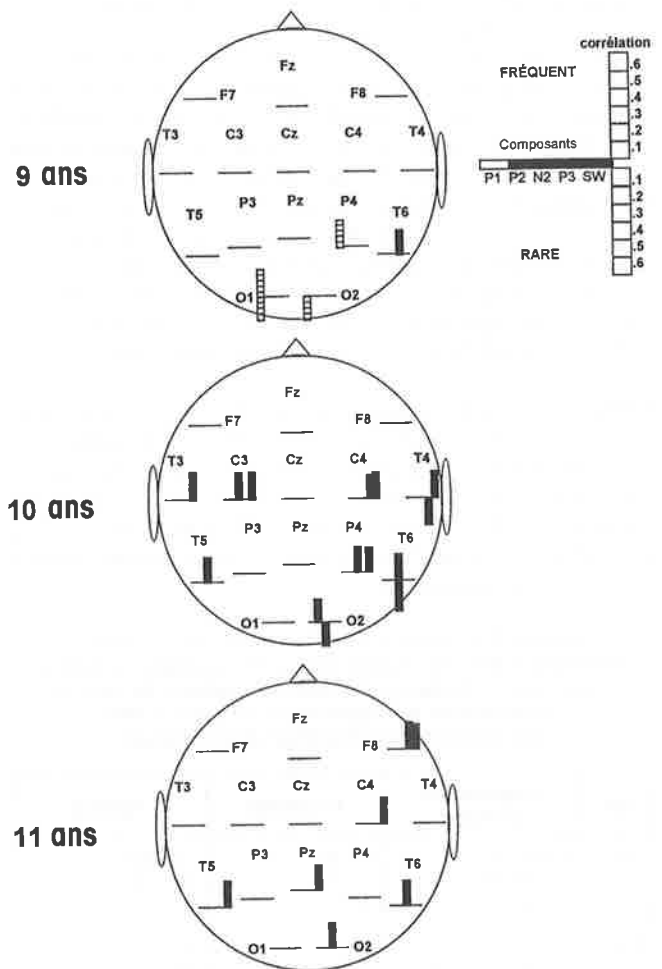 corrélation
FRÉQUENT
.6
.5
.4
.3
.2
.1
Composants
P1 P2 N2 P3 SW
.1
.2
.3
.4
.5
.6
RARE
9 ans
Fz
F7 F8
T3 C3 Cz C4 T4
T5 P3 Pz P4 T6
O1 O2
10 ans
Fz
F7 F8
T3 C3 Cz C4 T4
T5 P3 Pz P4 T6
O1 O2
11 ans
Fz
F7 F8
T3 C3 Cz C4 T4
T5 P3 Pz P4 T6
O1 O2